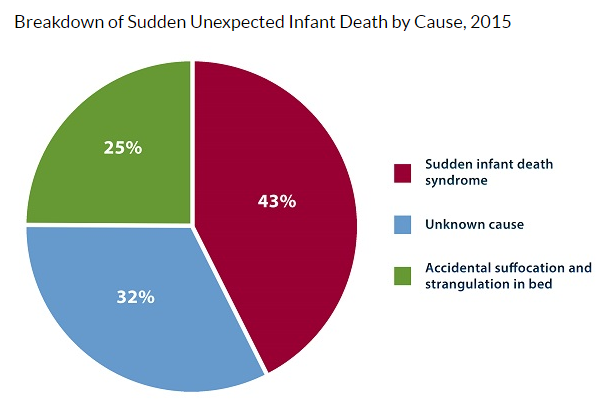 Breakdown of Sudden Unexpected Infant Death by Cause, 2015
25%
43%
32%
Sudden infant death
syndrome
Unknown cause
Accidental suffocation and
strangulation in bed